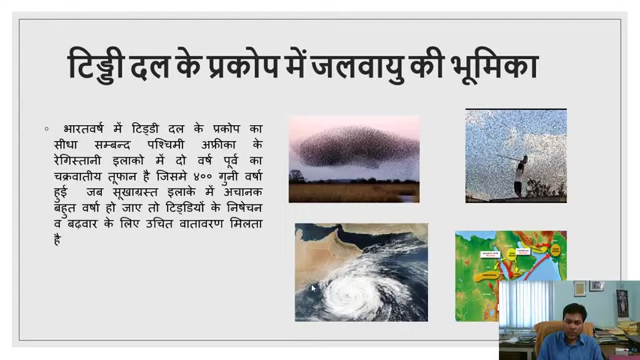 टिड्डी दल के प्रकोप में जलवायु की भूमिका
भारतवर्ष में टिड्डी दल के प्रकोप का
सीधा सम्बन्द पश्चिमी अफ्रीका के
रेगिस्तानी इलाको में दो वर्ष पूर्व का
चक्रवातीय तूफान है जिसमे ४०० गुनी वर्षा
हुई जब सूखाग्रस्त इलाके में अचानक
बहुत वर्षा हो जाए तो टिड्डियों के निषेचन
व बढवार के लिए उचित वातावरण मिलता
है